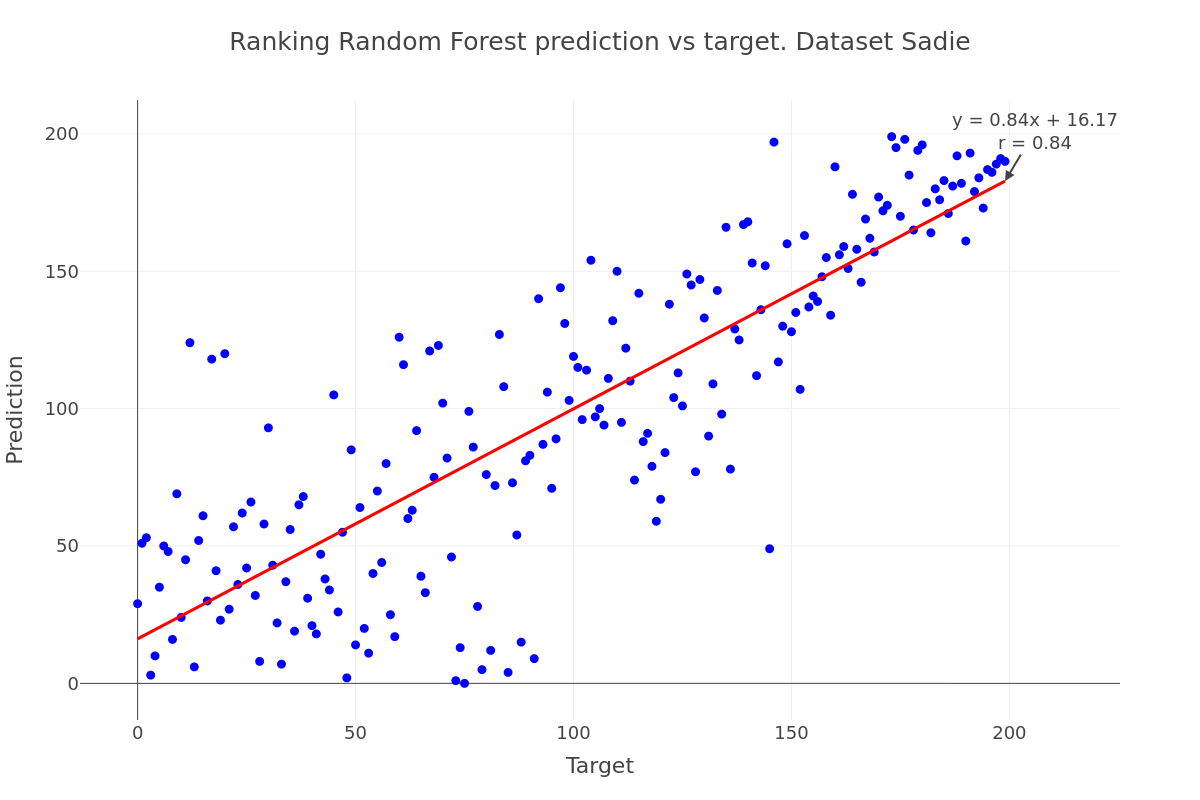 Ranking Random Forest prediction vs target. Dataset Sadie
y = 0.84x + 16.17
r = 0.84
200
150
100
50
0
Prediction
0 50 100 150 200
Target